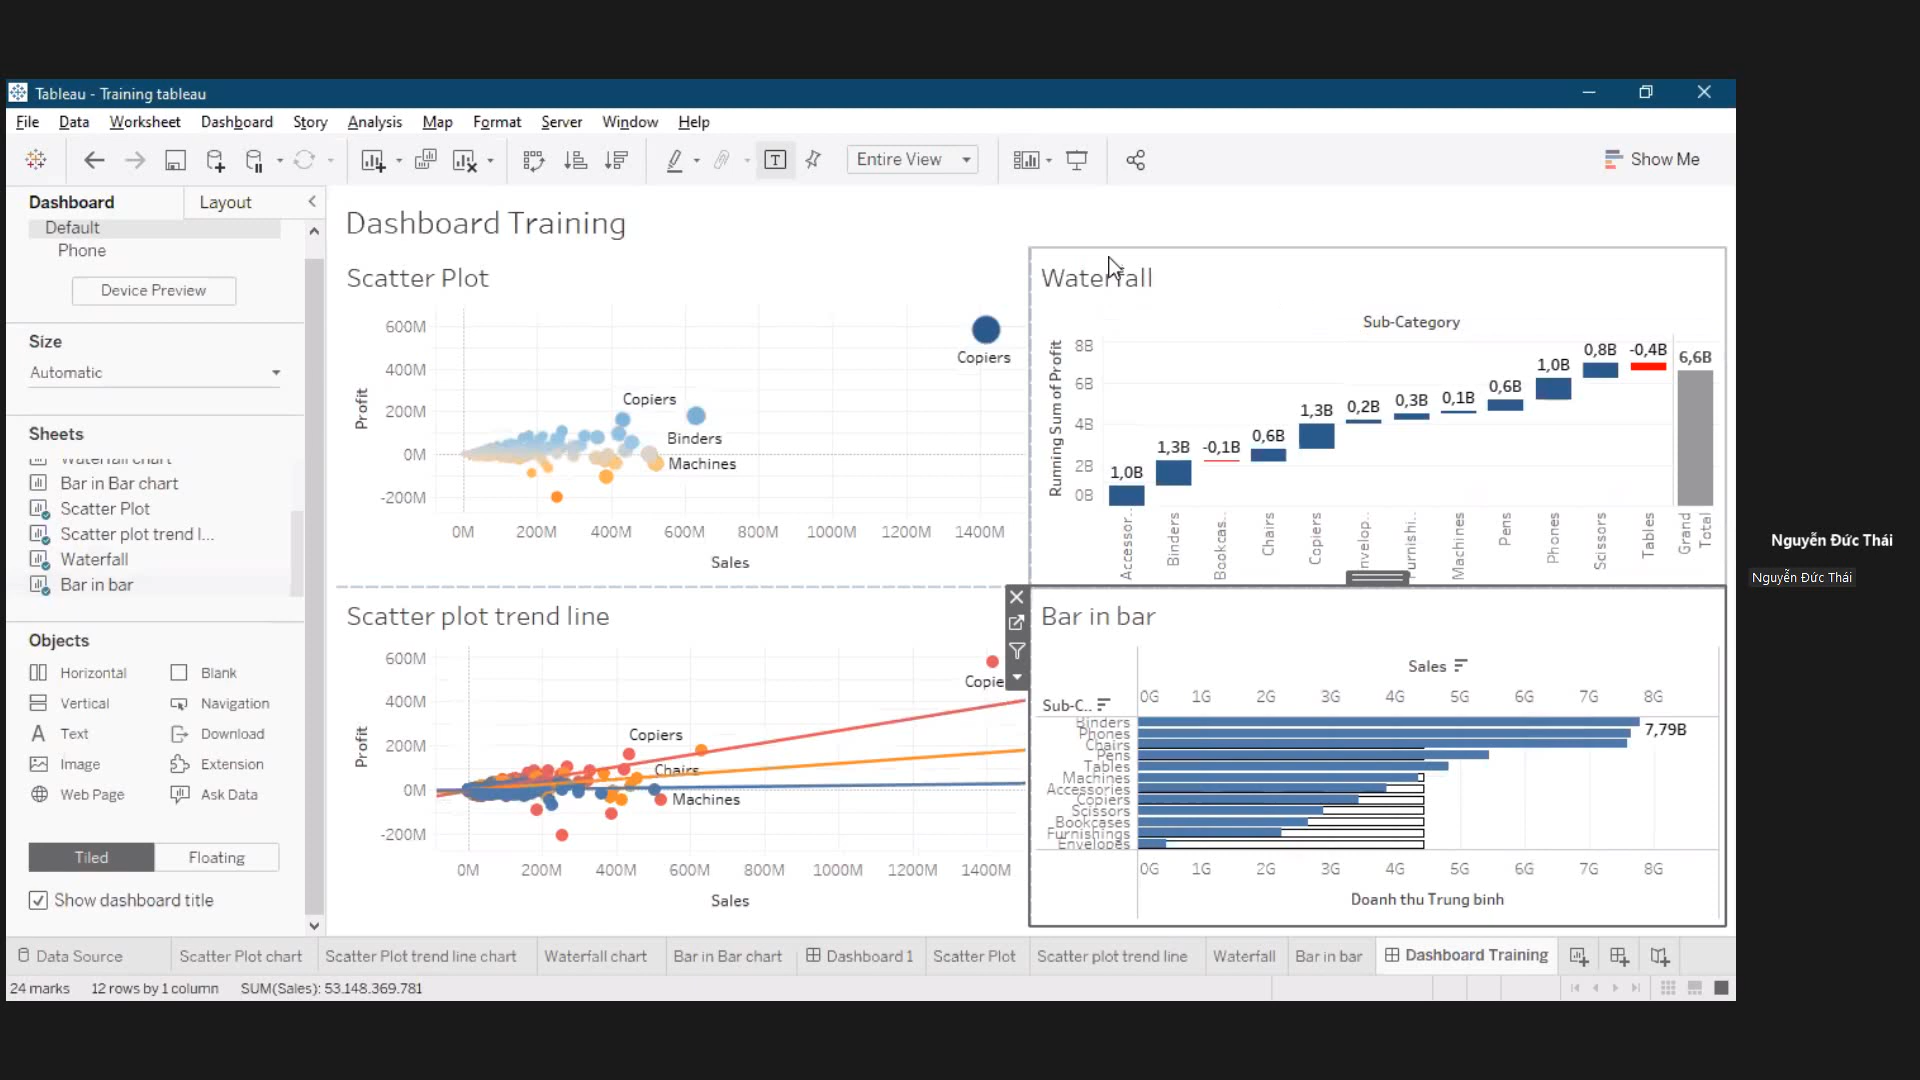 Tableau - Training tableau
File Data Worksheet Dashboard Story Analysis Map Format Server Window Help
Entire View
Show Me
Dashboard Layout
Default
Phone
Device Preview
Size
Automatic
Sheets
Waterfall chart
Bar in Bar chart
Scatter Plot
Scatter plot trend l...
Waterfall
Bar in bar
Objects
Horizontal Blank
Vertical Navigation
Text Download
Image Extension
Web Page Ask Data
Tiled Floating
Show dashboard title
Dashboard Training
Scatter Plot
Profit
600M
400M
200M
0M
-200M
Copiers
Copiers
Binders
Machines
0M 200M 400M 600M 800M 1000M 1200M 1400M
Sales
Waterfall
Sub-Category
Running Sum of Profit
8B
6B
4B
2B
0B
1,0B 1,3B -0,1B 0,6B 1,3B 0,2B 0,3B 0,1B 0,6B 1,0B 0,8B -0,4B 6,6B
Accessor.. Binders Bookcas.. Chairs Copiers Envelop.. Furnishi.. Machines Pens Phones Scissors Tables Grand Total
Scatter plot trend line
Profit
600M
400M
200M
0M
-200M
Copie
Copiers
Chairs
Machines
0M 200M 400M 600M 800M 1000M 1200M 1400M
Sales
Bar in bar
Sales
Sub-C..
0G 1G 2G 3G 4G 5G 6G 7G 8G
Binders
Phones
Chairs
Pens
Tables
Machines
Accessories
Copiers
Scissors
Bookcases
Furnishings
Envelopes
7,79B
0G 1G 2G 3G 4G 5G 6G 7G 8G
Doanh thu Trung binh
Nguyễn Đức Thái
Nguyễn Đức Thái
Data Source Scatter Plot chart Scatter Plot trend line chart Waterfall chart Bar in Bar chart Dashboard 1 Scatter Plot Scatter plot trend line Waterfall Bar in bar Dashboard Training
24 marks 12 rows by 1 column SUM(Sales): 53.148.369.781